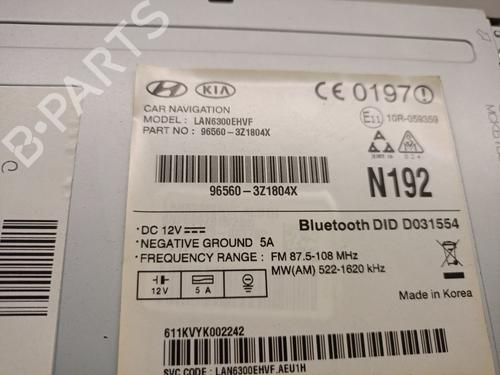 B-Parts
KIA
CAR NAVIGATION
MODEL : LAN6300EHVF
PART NO : 96560-3Z1804X
CE 0197
E11 10R-059359
96560-3Z1804X
N192
Bluetooth DID D031554
•DC 12V
•NEGATIVE GROUND 5A
•FREQUENCY RANGE : FM 87.5-108 MHz
MW(AM) 522-1620 kHz
12V 5 A
Made in Korea
611KVYK002242
SVC CODE : LAN6300EHVF.AEU1H